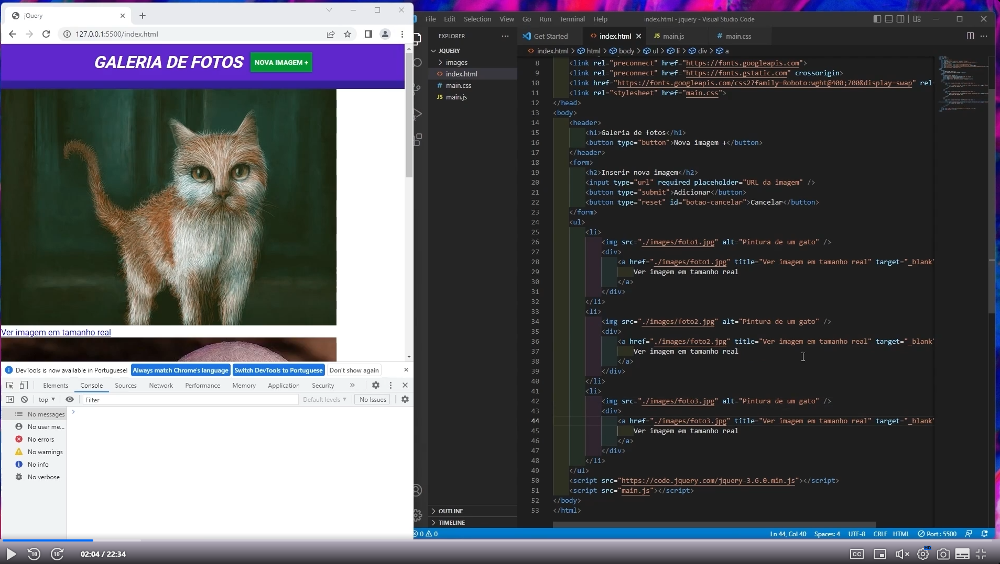 jQuery
127.0.0.1:5500/index.html
GALERIA DE FOTOS
NOVA IMAGEM +
Ver imagem em tamanho real
DevTools is now available in Portuguese!
Always match Chrome's language
Switch DevTools to Portuguese
Don't show again
Elements
Console
Sources
Network
Performance
Memory
Application
Security
top
Filter
Default levels
No Issues
No messages
No user me...
No errors
No warnings
No info
No verbose
File Edit Selection View Go Run Terminal Help
index.html - jquery - Visual Studio Code
EXPLORER
JQUERY
images
<> index.html
# main.css
JS main.js
OUTLINE
TIMELINE
Get Started
<> index.html
JS main.js
# main.css
<> index.html > html > body > ul > li > div > a
8 <link rel="preconnect" href="https://fonts.googleapis.com">
9 <link rel="preconnect" href="https://fonts.gstatic.com" crossorigin>
10 <link href="https://fonts.googleapis.com/css2?family=Roboto:wght@400;700&display=swap" rel=
11 <link rel="stylesheet" href="main.css">
12 </head>
13 <body>
14 <header>
15 <h1>Galeria de fotos</h1>
16 <button type="button">Nova imagem +</button>
17 </header>
18 <form>
19 <h2>Inserir nova imagem</h2>
20 <input type="url" required placeholder="URL da imagem" />
21 <button type="submit">Adicionar</button>
22 <button type="reset" id="botao-cancelar">Cancelar</button>
23 </form>
24 <ul>
25 <li>
26 <img src="./images/foto1.jpg" alt="Pintura de um gato" />
27 <div>
28 <a href="./images/foto1.jpg" title="Ver imagem em tamanho real" target="_blank"
29 Ver imagem em tamanho real
30 </a>
31 </div>
32 </li>
33 <li>
34 <img src="./images/foto2.jpg" alt="Pintura de um gato" />
35 <div>
36 <a href="./images/foto2.jpg" title="Ver imagem em tamanho real" target="_blank"
37 Ver imagem em tamanho real
38 </a>
39 </div>
40 </li>
41 <li>
42 <img src="./images/foto3.jpg" alt="Pintura de um gato" />
43 <div>
44 <a href="./images/foto3.jpg" title="Ver imagem em tamanho real" target="_blank"
45 Ver imagem em tamanho real
46 </a>
47 </div>
48 </li>
49 </ul>
50 <script src="https://code.jquery.com/jquery-3.6.0.min.js"></script>
51 <script src="main.js"></script>
52 </body>
53 </html>
0 0
Ln 44, Col 40
Spaces: 4
UTF-8
CRLF
HTML
Port : 5500
10
10
02:04 / 22:34
CC
HD